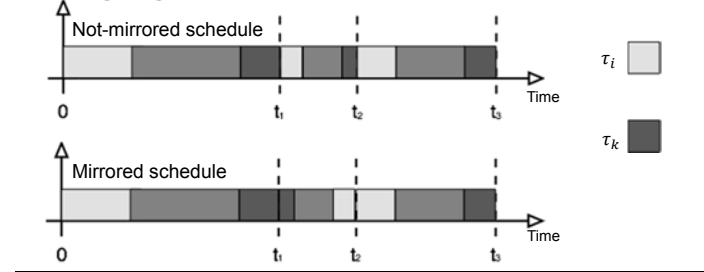 Not-mirrored schedule
τᵢ
Time
0 t₁ t₂ t₃
τₖ
Mirrored schedule
Time
0 t₁ t₂ t₃